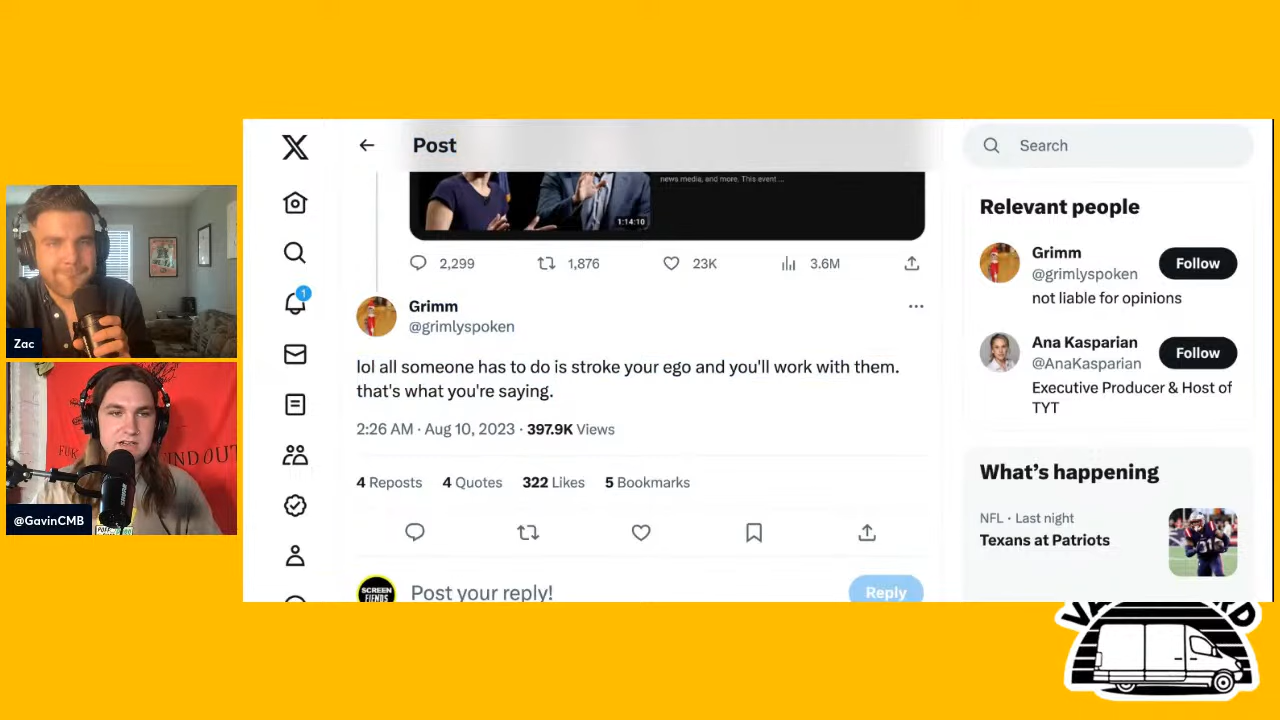 Post
Search
news media, and more. This event ...
1:14:10
2,299
1,876
23K
3.6M
Relevant people
Grimm
@grimlyspoken
not liable for opinions
Follow
Ana Kasparian
@AnaKasparian
Executive Producer & Host of
TYT
Follow
1
Grimm
@grimlyspoken
lol all someone has to do is stroke your ego and you'll work with them.
that's what you're saying.
2:26 AM · Aug 10, 2023 · 397.9K Views
4 Reposts
4 Quotes
322 Likes
5 Bookmarks
What's happening
NFL · Last night
Texans at Patriots
SCREEN
FIENDS
Post your reply!
Reply
Zac
@GavinCMB
FIND OUT